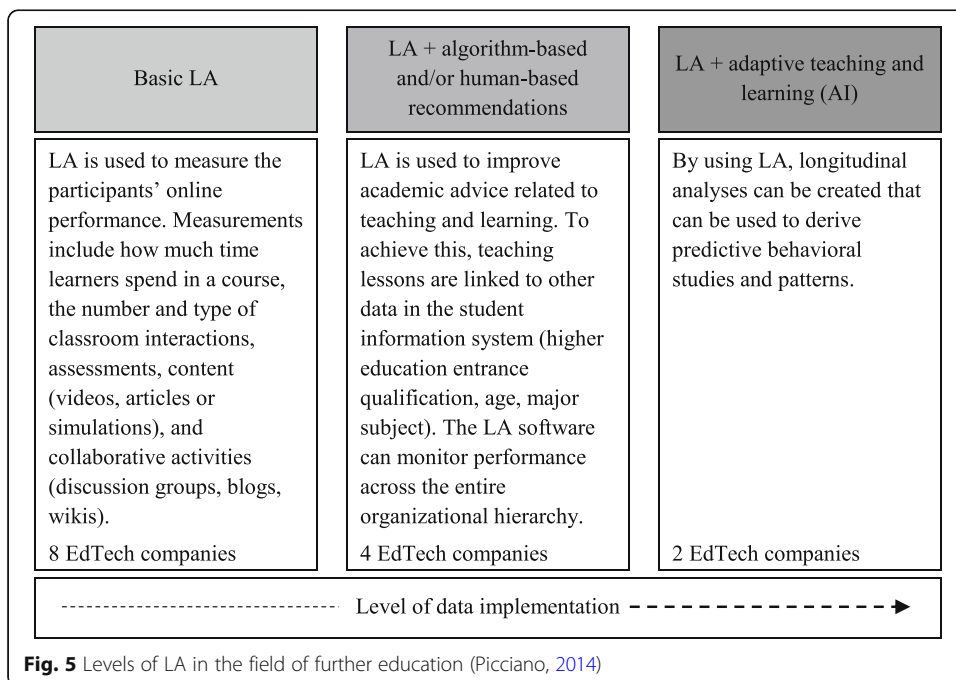 Basic LA
LA is used to measure the
participants' online
performance. Measurements
include how much time
learners spend in a course,
the number and type of
classroom interactions,
assessments, content
(videos, articles or
simulations), and
collaborative activities
(discussion groups, blogs,
wikis).
8 EdTech companies
LA + algorithm-based
and/or human-based
recommendations
LA is used to improve
academic advice related to
teaching and learning. To
achieve this, teaching
lessons are linked to other
data in the student
information system (higher
education entrance
qualification, age, major
subject). The LA software
can monitor performance
across the entire
organizational hierarchy.
4 EdTech companies
LA + adaptive teaching and
learning (AI)
By using LA, longitudinal
analyses can be created that
can be used to derive
predictive behavioral
studies and patterns.
2 EdTech companies
Level of data implementation
Fig. 5 Levels of LA in the field of further education (Picciano, 2014)